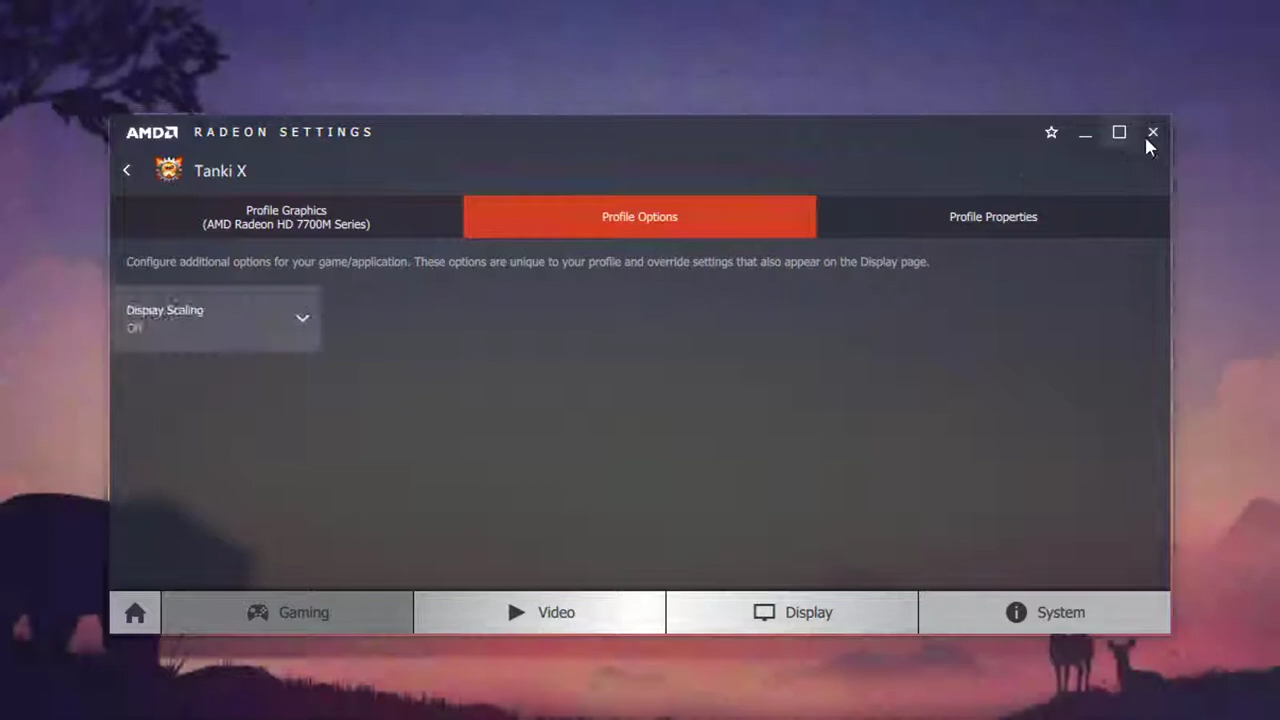 AMD RADEON SETTINGS
Tanki X
Profile Graphics
(AMD Radeon HD 7700M Series)
Profile Options
Profile Properties
Configure additional options for your game/application. These options are unique to your profile and override settings that also appear on the Display page.
Display Scaling
Off
Gaming
Video
Display
System